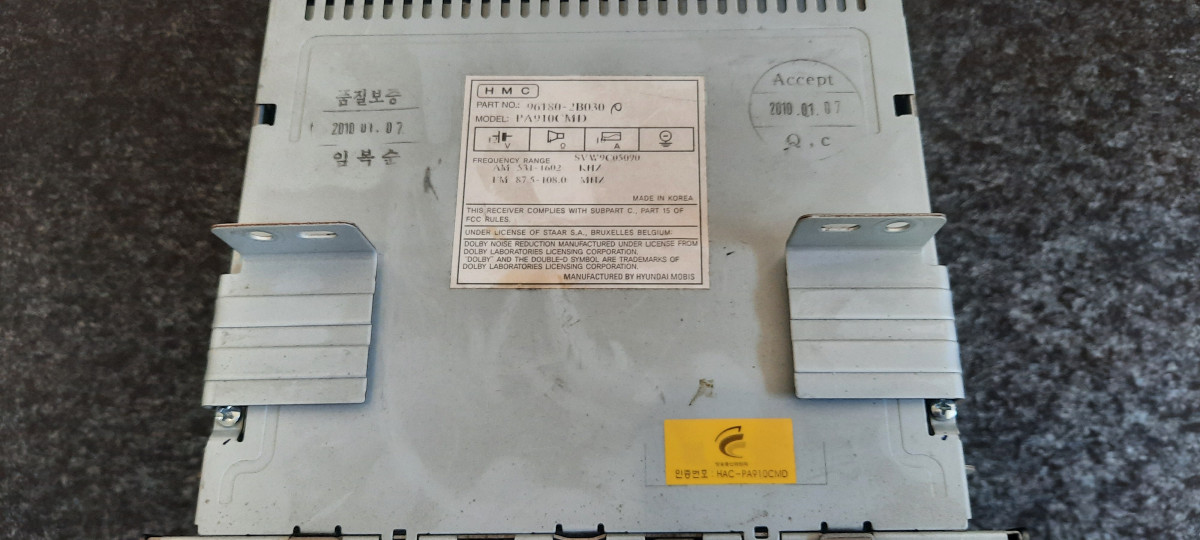 품질보증
2010 01.07
임복순
Accept
2010.01.07
Q.C
HMC
PART NO.: 96180-2B030
MODEL: PA910CMD
V
Ω
A
SVW9C05090
FREQUENCY RANGE
AM 531-1602 KHZ
FM 87.5-108.0 MHZ
MADE IN KOREA
THIS RECEIVER COMPLIES WITH SUBPART C, PART 15 OF
FCC RULES.
UNDER LICENSE OF STAAR S.A., BRUXELLES BELGIUM.
DOLBY NOISE REDUCTION MANUFACTURED UNDER LICENSE FROM
DOLBY LABORATORIES LICENSING CORPORATION.
"DOLBY" AND THE DOUBLE-D SYMBOL ARE TRADEMARKS OF
DOLBY LABORATORIES LICENSING CORPORATION.
MANUFACTURED BY HYUNDAI MOBIS
인증번호 : HAC-PA910CMD